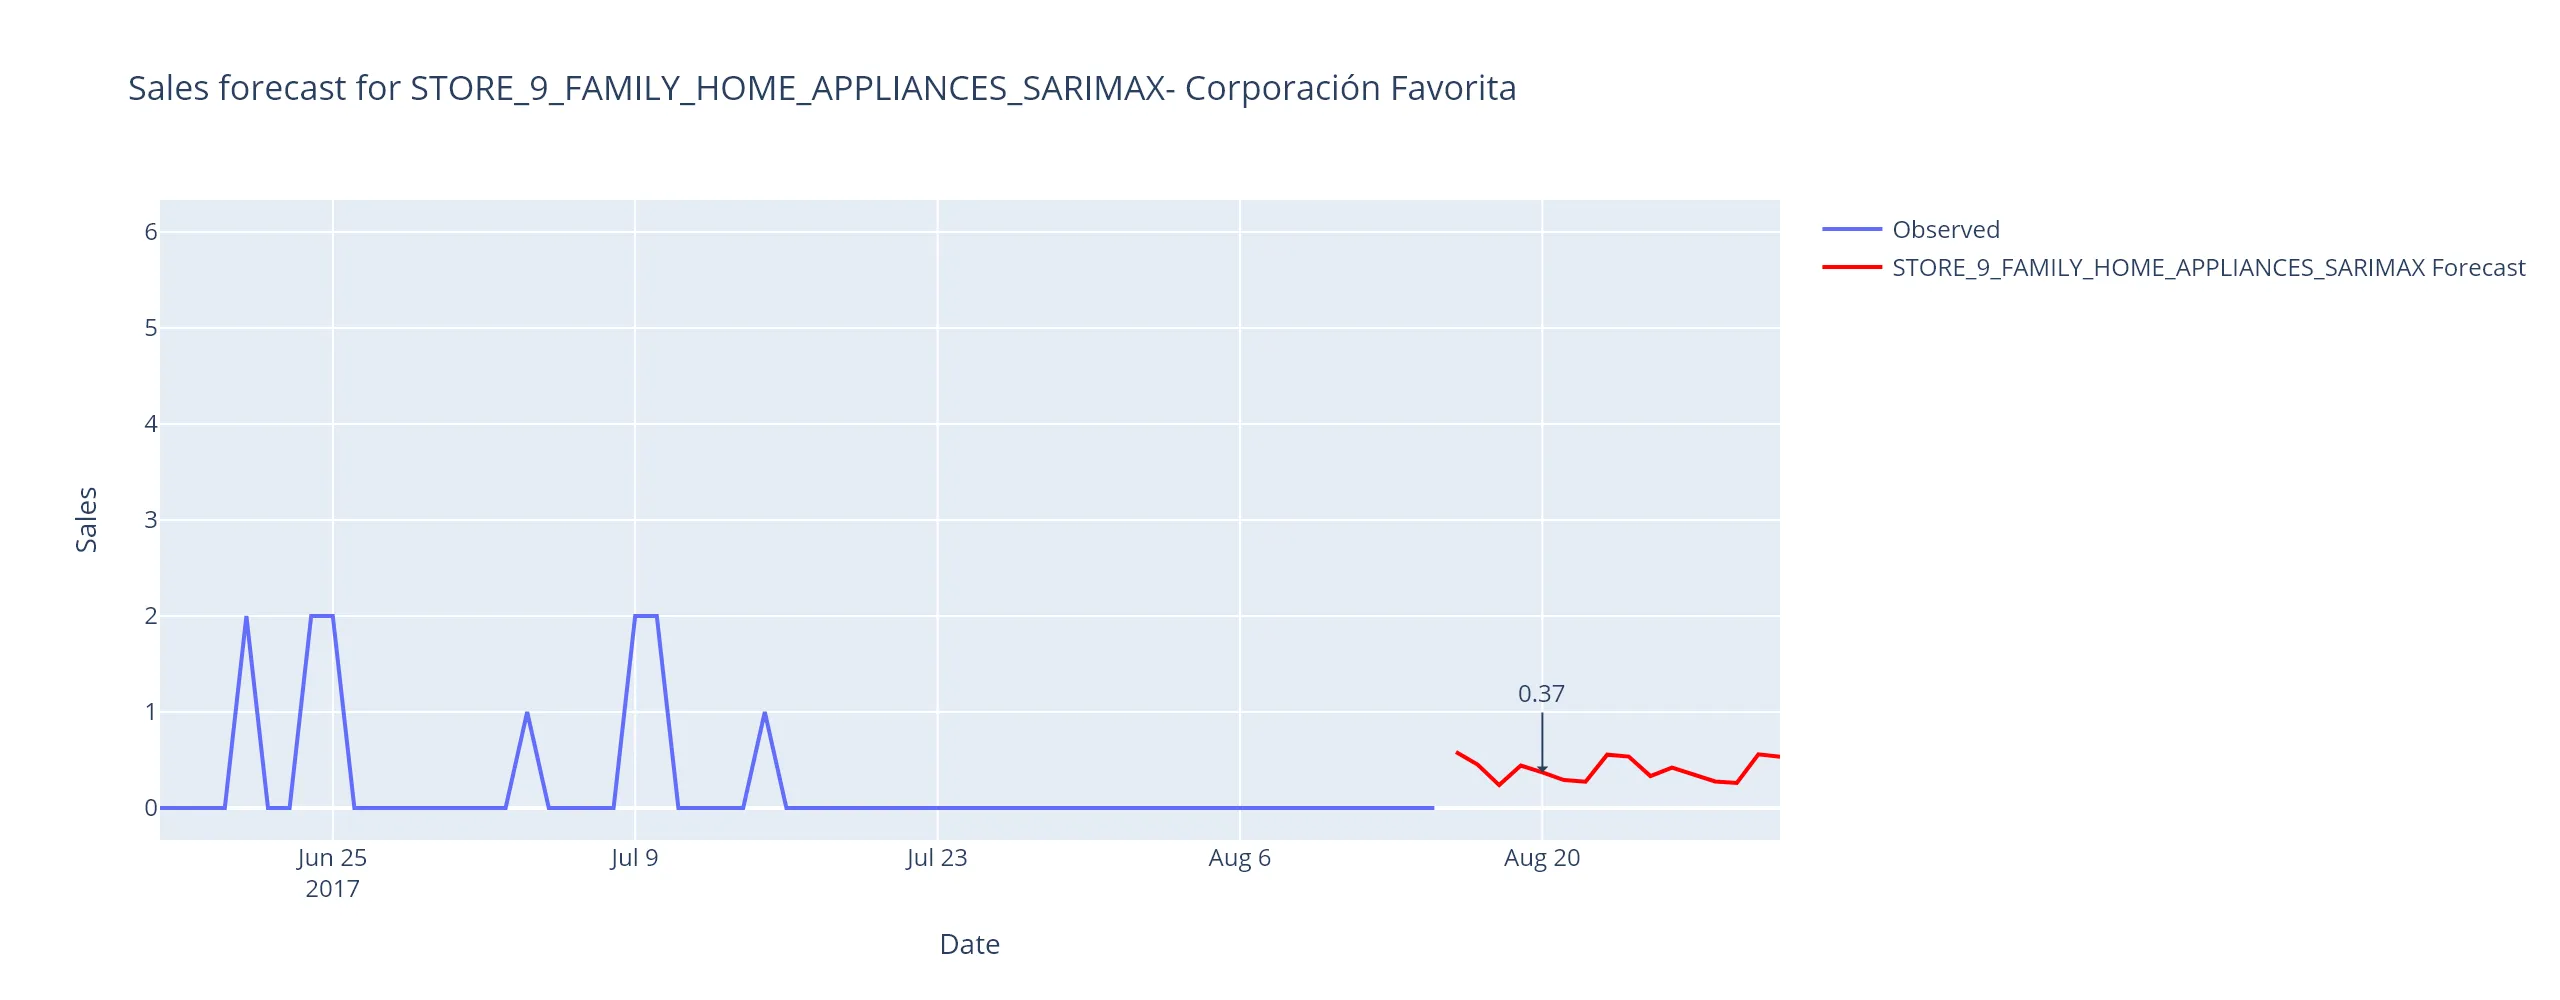 Sales forecast for STORE_9_FAMILY_HOME_APPLIANCES_SARIMAX- Corporación Favorita
Observed
STORE_9_FAMILY_HOME_APPLIANCES_SARIMAX Forecast
6
5
4
3
2
1
0
Sales
0.37
Jun 25
2017
Jul 9
Jul 23
Aug 6
Aug 20
Date